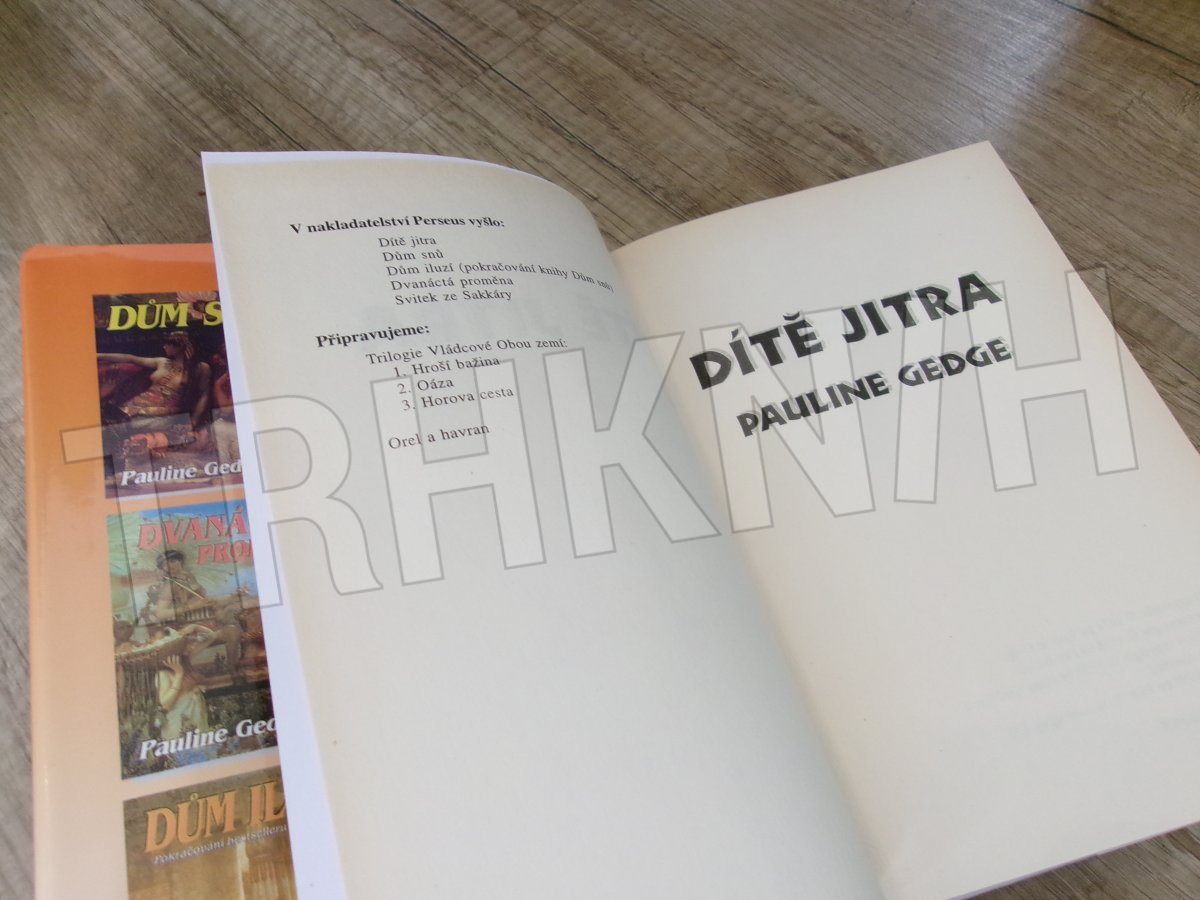 V nakladatelství Perseus vyšlo:
Dítě jitra
Dům snů
Dům iluzí (pokračování knihy Dům snů)
Dvanáctá proměna
Svitek ze Sakkáry
Připravujeme:
Trilogie Vládcové Obou zemí:
1. Hroší bažina
2. Oáza
3. Horova cesta
Orel a havran
DÍTĚ JITRA
PAULINE GEDGE
DŮM S
Pauline Ged
DVANÁ
PRO
Pauline Ged
DŮM IL
Pokračování bestselleru
TRHKNIH